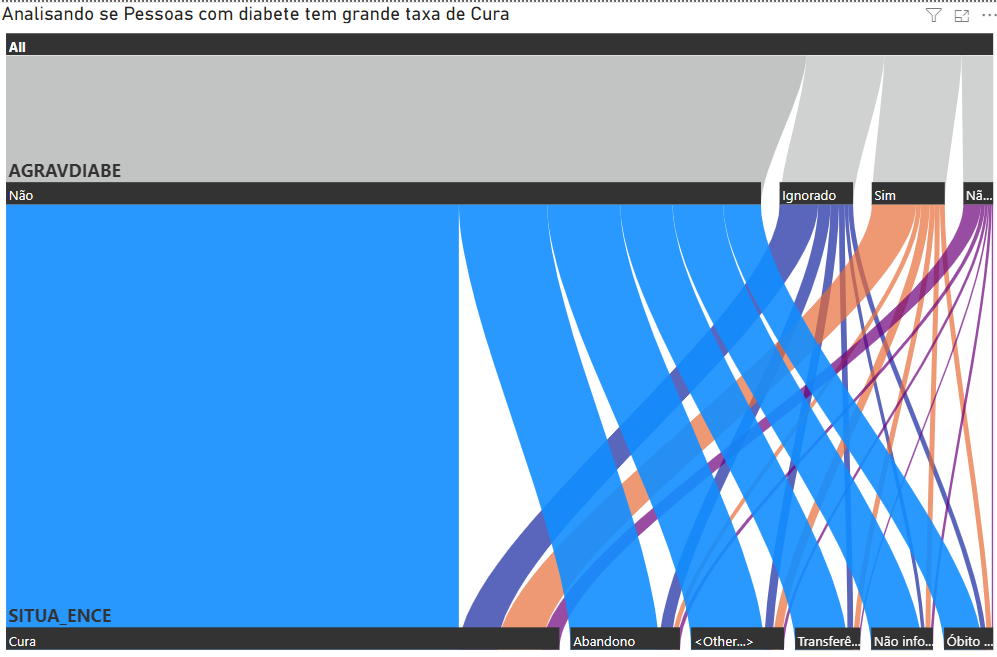 Analisando se Pessoas com diabete tem grande taxa de Cura
All
AGRAVDIABE
Não Ignorado Sim Nã...
SITUA_ENCE
Cura Abandono <Other...> Transferê... Não info... Óbito ...